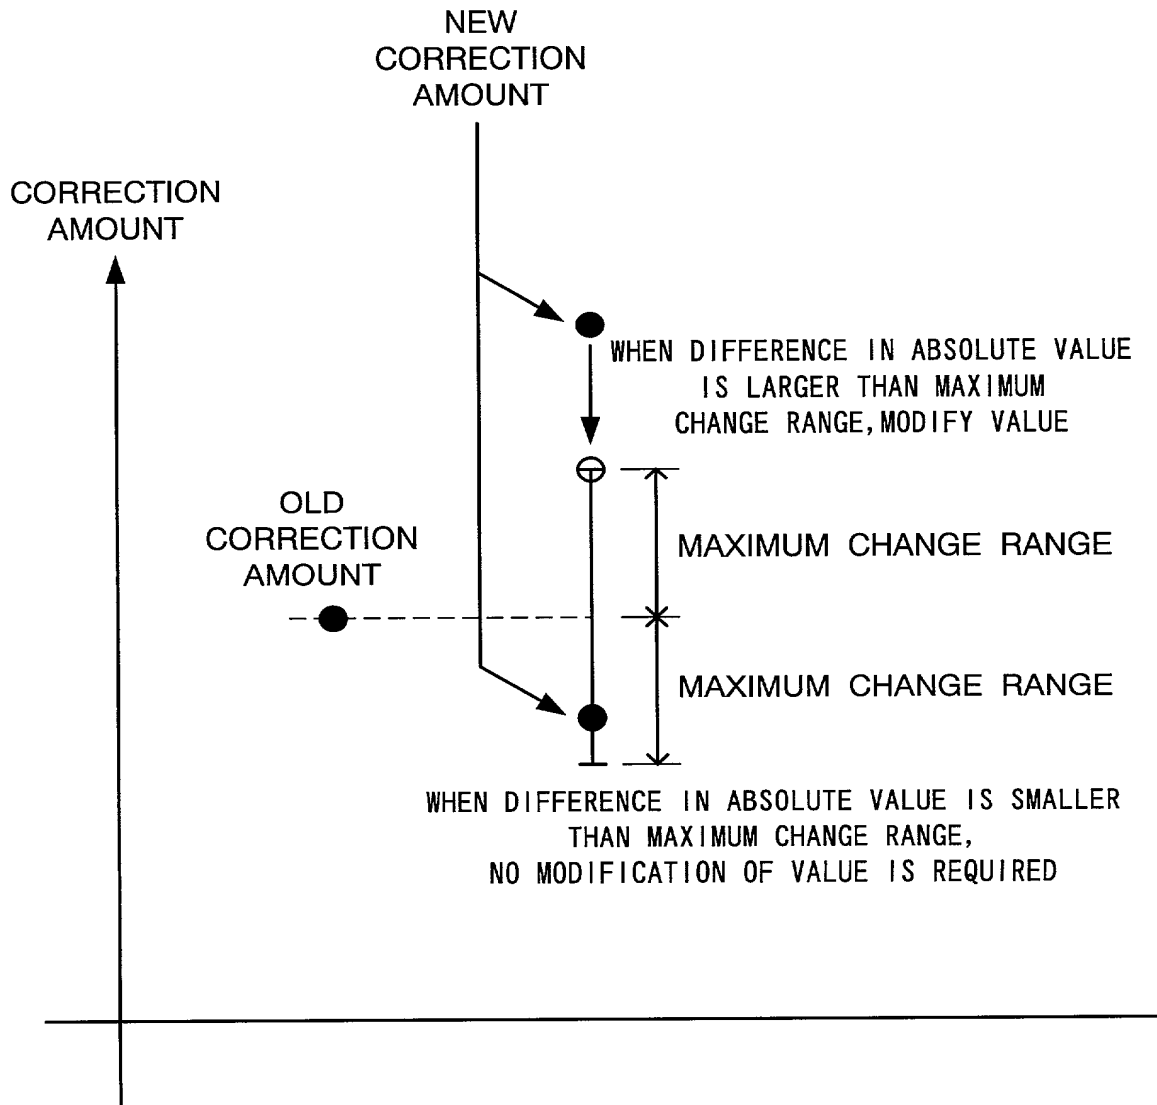 NEW
CORRECTION
AMOUNT
CORRECTION
AMOUNT
WHEN DIFFERENCE IN ABSOLUTE VALUE
IS LARGER THAN MAXIMUM
CHANGE RANGE, MODIFY VALUE
OLD
CORRECTION
AMOUNT
MAXIMUM CHANGE RANGE
MAXIMUM CHANGE RANGE
WHEN DIFFERENCE IN ABSOLUTE VALUE IS SMALLER
THAN MAXIMUM CHANGE RANGE,
NO MODIFICATION OF VALUE IS REQUIRED